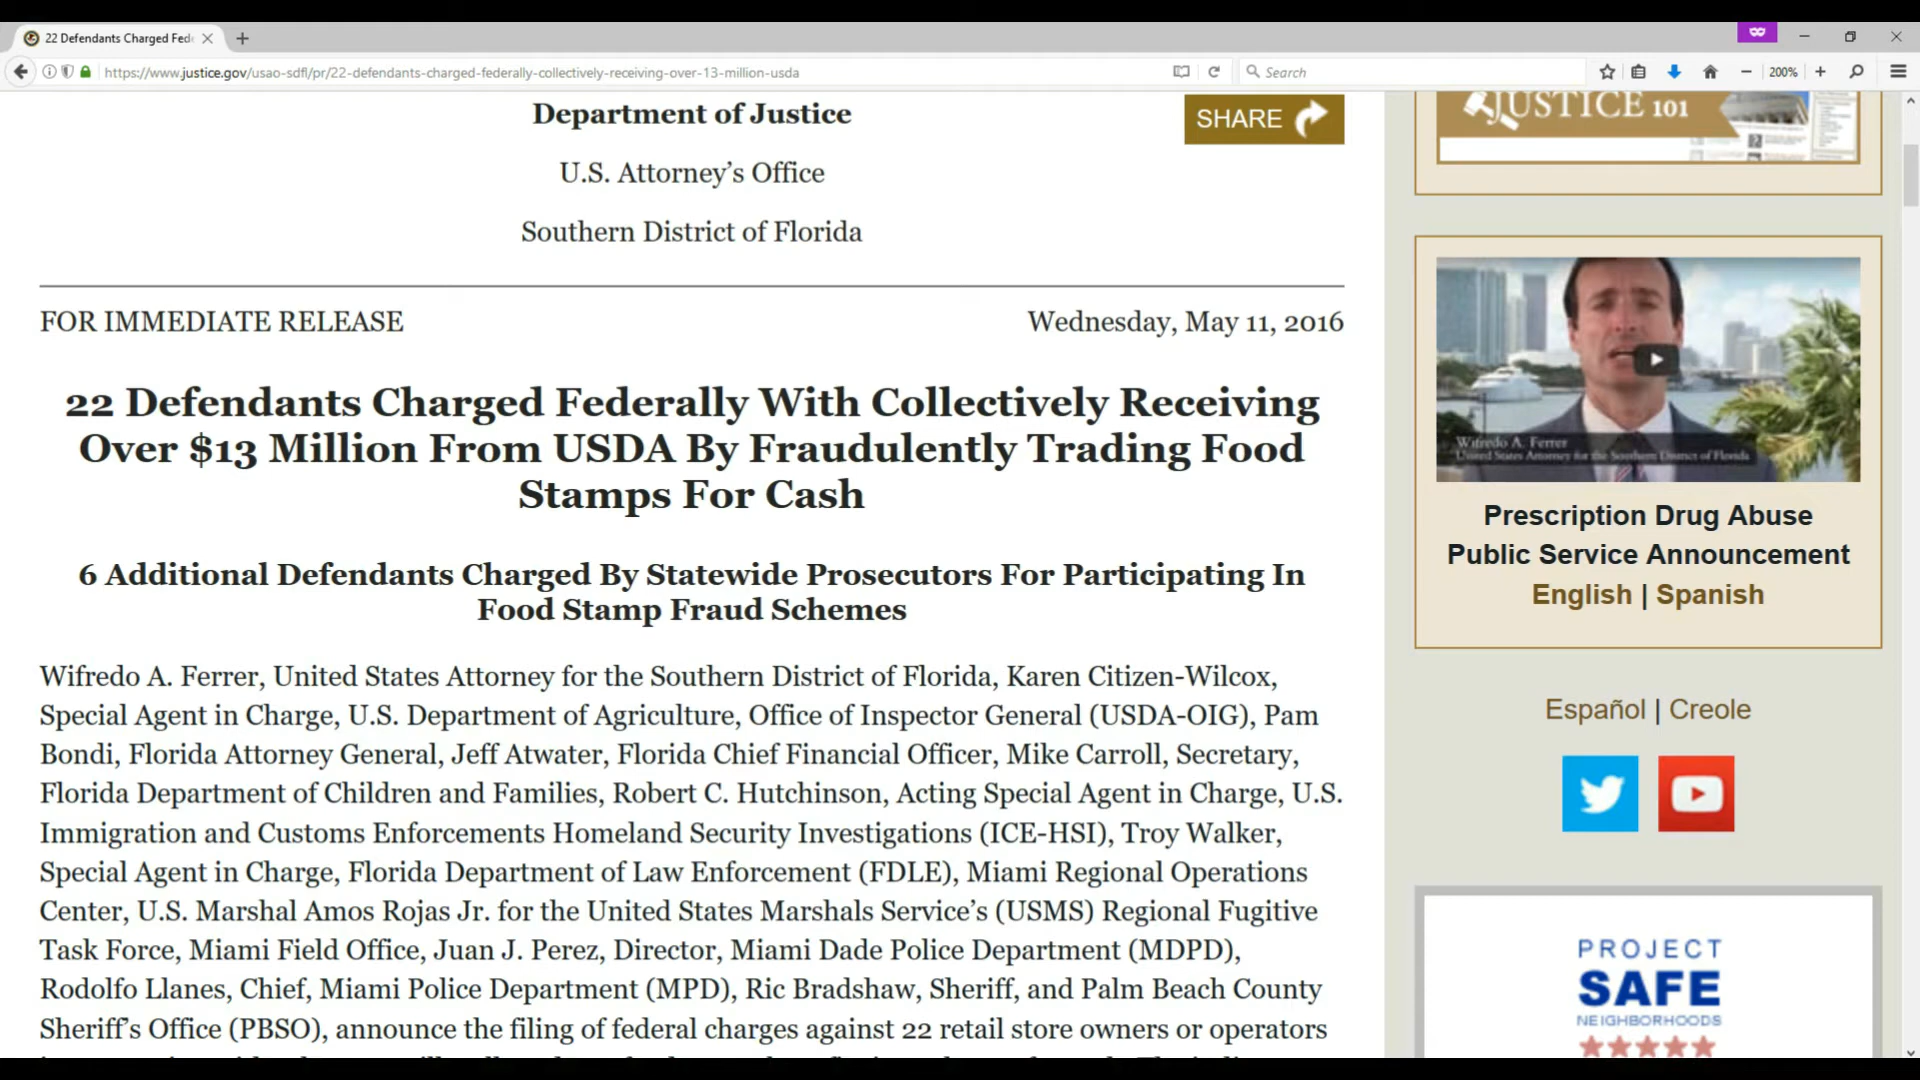 22 Defendants Charged Fed
https://www.justice.gov/usao-sdfl/pr/22-defendants-charged-federally-collectively-receiving-over-13-million-usda
Search
200%
Department of Justice
SHARE
U.S. Attorney’s Office
Southern District of Florida
FOR IMMEDIATE RELEASE
Wednesday, May 11, 2016
22 Defendants Charged Federally With Collectively Receiving
Over $13 Million From USDA By Fraudulently Trading Food
Stamps For Cash
6 Additional Defendants Charged By Statewide Prosecutors For Participating In
Food Stamp Fraud Schemes
Wifredo A. Ferrer, United States Attorney for the Southern District of Florida, Karen Citizen-Wilcox,
Special Agent in Charge, U.S. Department of Agriculture, Office of Inspector General (USDA-OIG), Pam
Bondi, Florida Attorney General, Jeff Atwater, Florida Chief Financial Officer, Mike Carroll, Secretary,
Florida Department of Children and Families, Robert C. Hutchinson, Acting Special Agent in Charge, U.S.
Immigration and Customs Enforcements Homeland Security Investigations (ICE-HSI), Troy Walker,
Special Agent in Charge, Florida Department of Law Enforcement (FDLE), Miami Regional Operations
Center, U.S. Marshal Amos Rojas Jr. for the United States Marshals Service’s (USMS) Regional Fugitive
Task Force, Miami Field Office, Juan J. Perez, Director, Miami Dade Police Department (MDPD),
Rodolfo Llanes, Chief, Miami Police Department (MPD), Ric Bradshaw, Sheriff, and Palm Beach County
Sheriff’s Office (PBSO), announce the filing of federal charges against 22 retail store owners or operators
JUSTICE 101
Wifredo A. Ferrer
United States Attorney for the Southern District of Florida
Prescription Drug Abuse
Public Service Announcement
English | Spanish
Español | Creole
PROJECT
SAFE
NEIGHBORHOODS